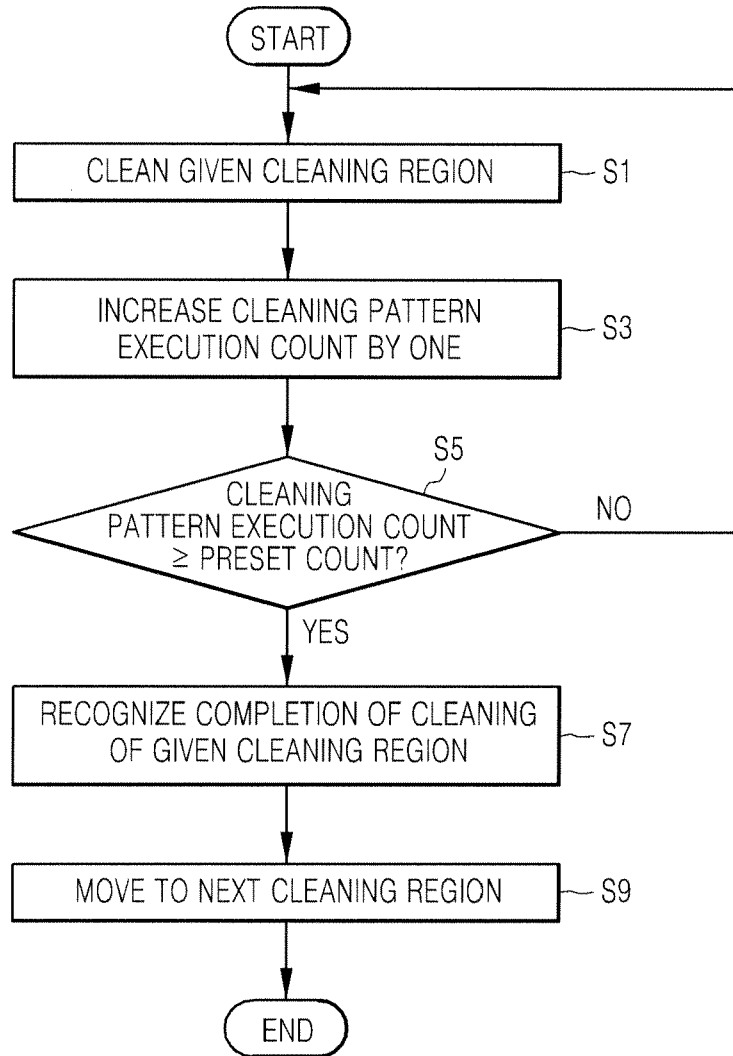 START
CLEAN GIVEN CLEANING REGION
S1
INCREASE CLEANING PATTERN
EXECUTION COUNT BY ONE
S3
S5
CLEANING
PATTERN EXECUTION COUNT
≥ PRESET COUNT?
NO
YES
RECOGNIZE COMPLETION OF CLEANING
OF GIVEN CLEANING REGION
S7
MOVE TO NEXT CLEANING REGION
S9
END